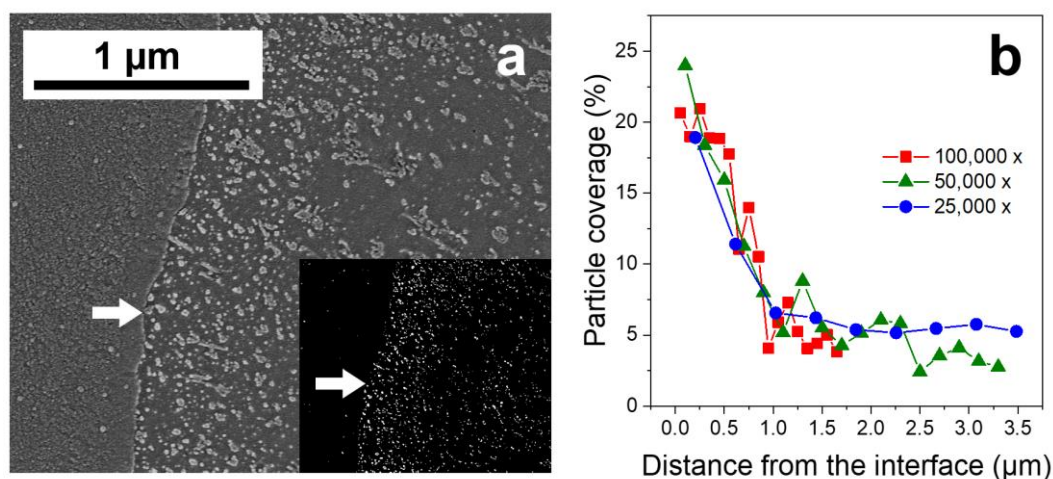 1 µm
a
b
Particle coverage (%)
25
20
15
10
5
0
100,000 x
50,000 x
25,000 x
0.0 0.5 1.0 1.5 2.0 2.5 3.0 3.5
Distance from the interface (µm)